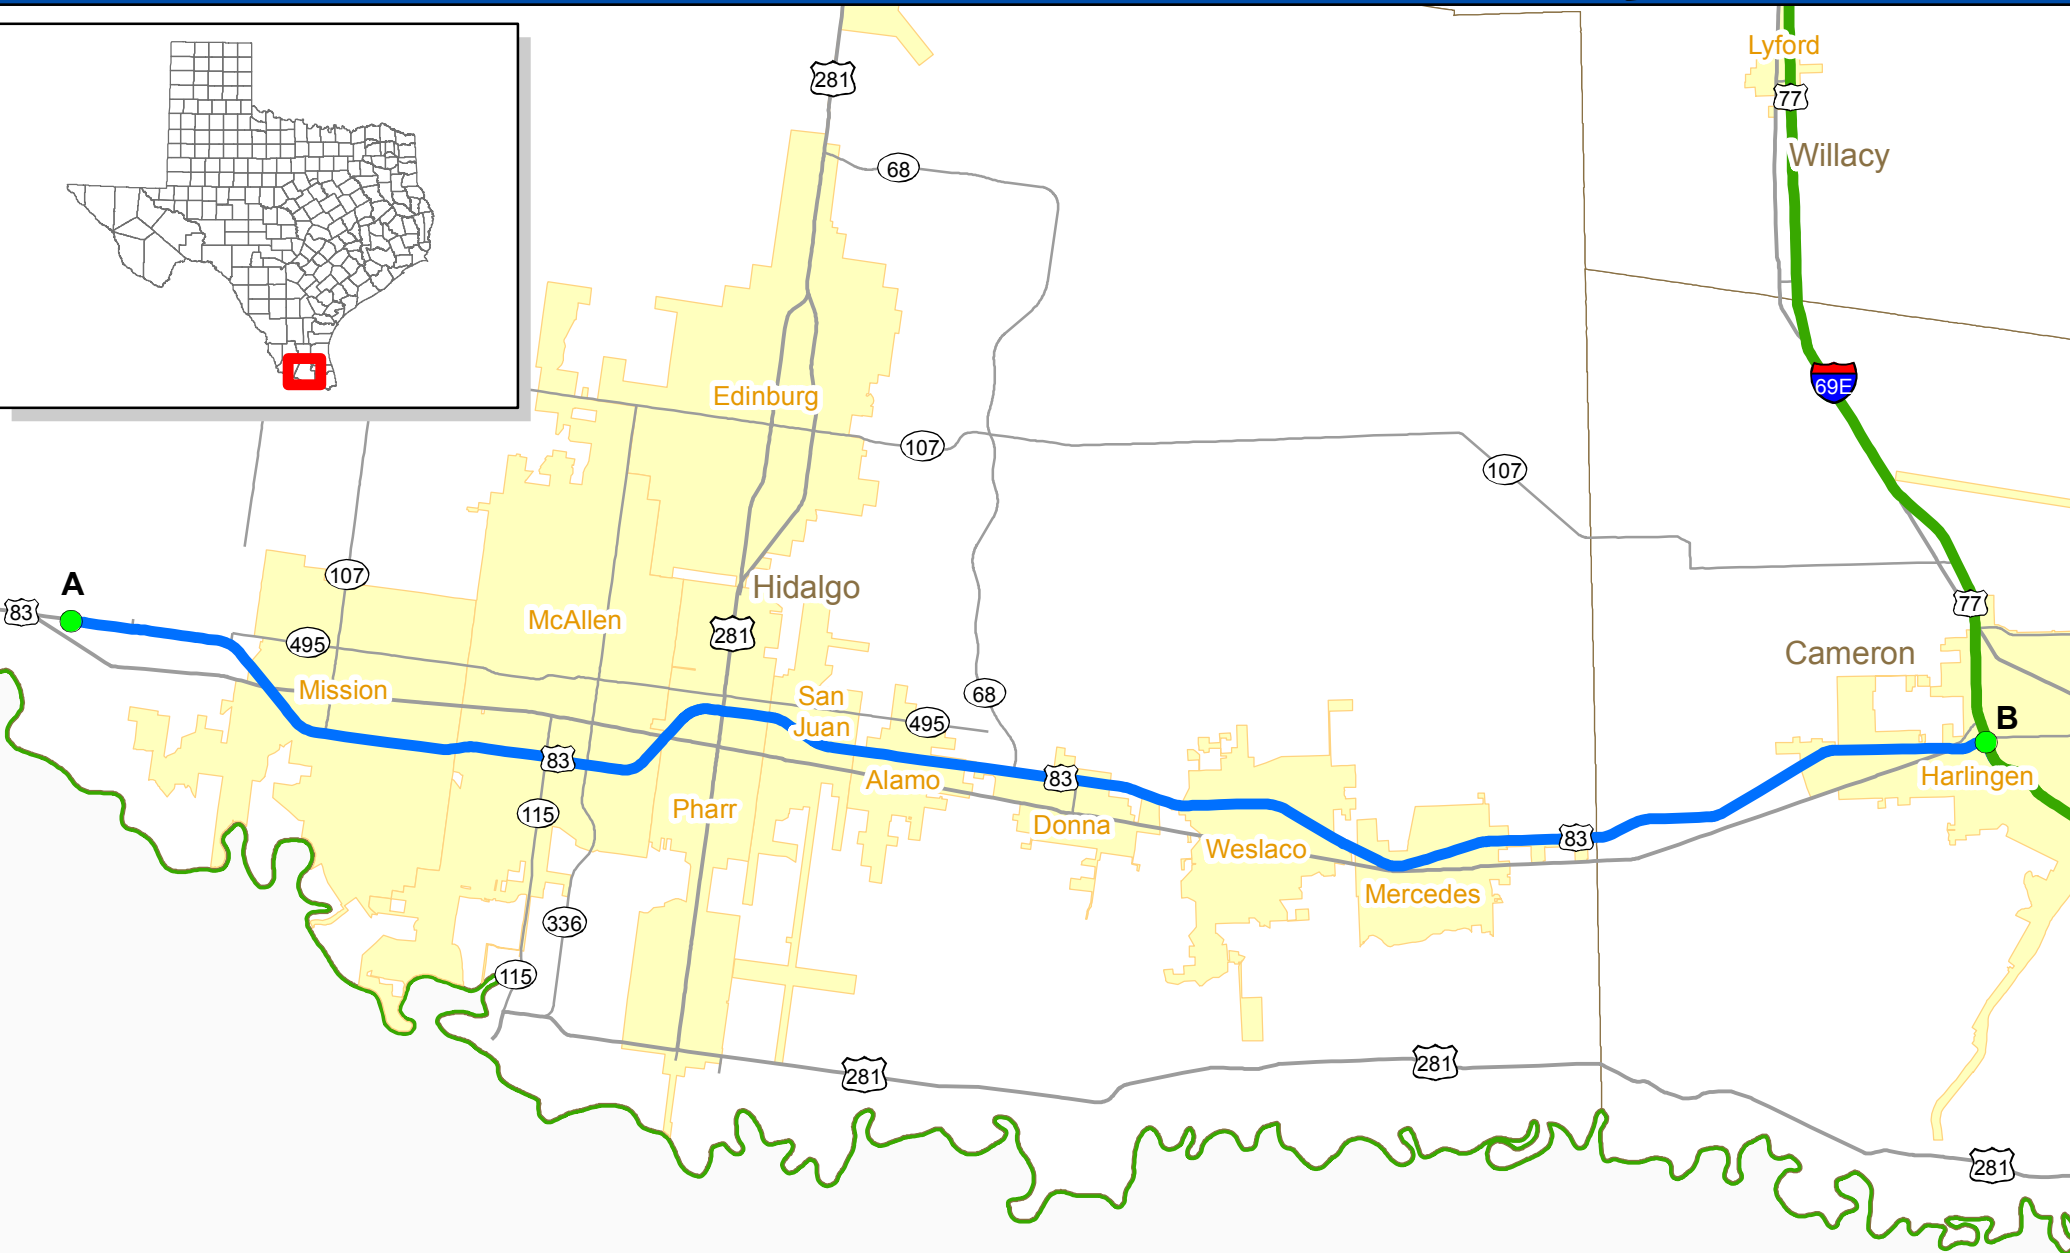 Lyford
281
77
Willacy
68
69E
Edinburg
107
107
107
A
Hidalgo
83
77
McAllen
281
495
Cameron
Mission
San
Juan
68
495
B
83
83
Alamo
Harlingen
115
Pharr
Donna
83
Weslaco
Mercedes
336
115
281
281
281